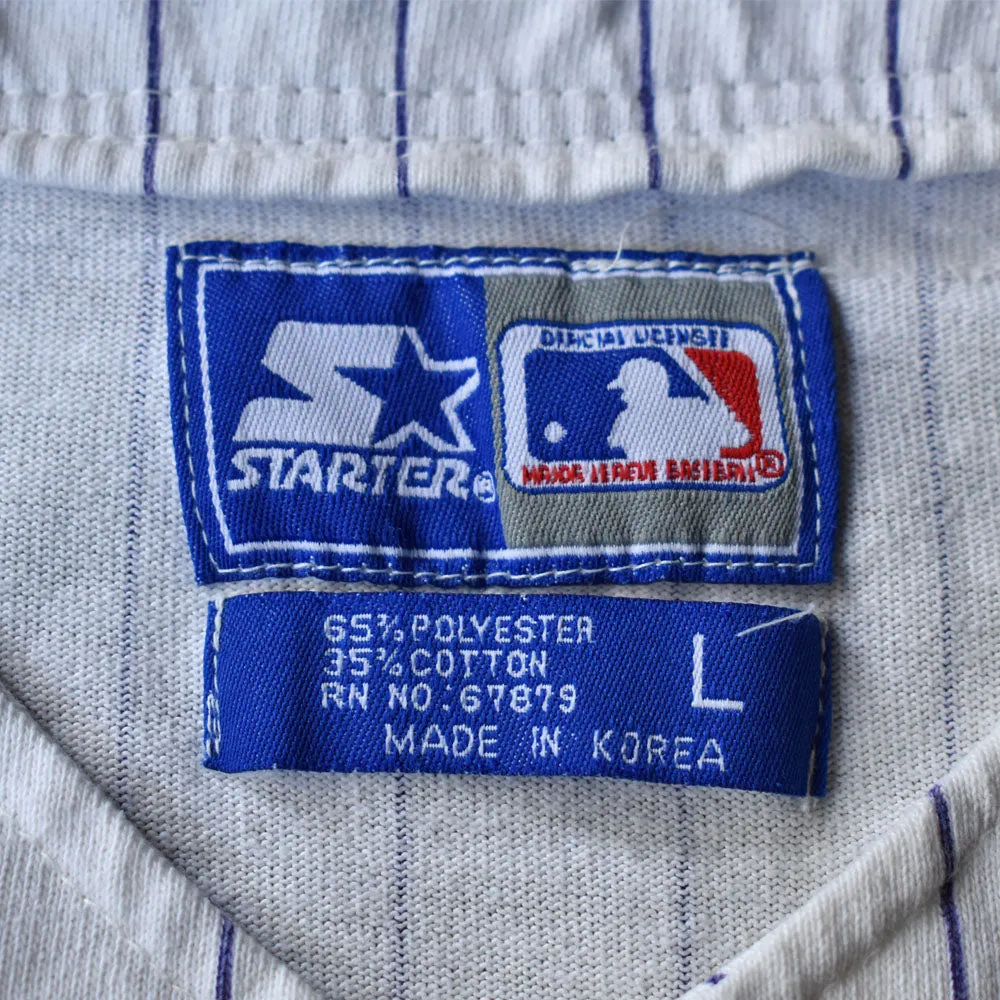 STARTER®
OFFICIAL LICENSEE
MAJOR LEAGUE BASEBALL®
65% POLYESTER
35% COTTON
RN NO.:67879
MADE IN KOREA
L